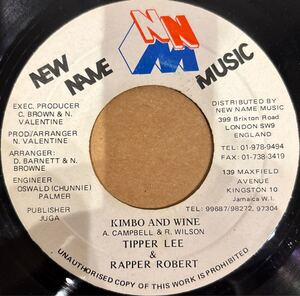 NEW NAME MUSIC
NN
M
EXEC. PRODUCER
C. BROWN & N.
VALENTINE
PROD/ARRANGER
N. VALENTINE
ARRANGER:
D. BARNETT & N.
BROWNE
ENGINEER
OSWALD (CHUNNIE)
PALMER
PUBLISHER
JUGA
DISTRIBUTED BY
NEW NAME MUSIC
399 Brixton Road
LONDON SW9
ENGLAND
Tel: 01-978-9494
FAX: 01-738-3419
139 MAXFIELD
AVENUE
KINGSTON 10
Jamaica W.I.
Tel: 99687/98272, 97304
KIMBO AND WINE
A. CAMPBELL & R. WILSON
TIPPER LEE
&
RAPPER ROBERT
UNAUTHORISED COPY OF THIS WORK IS PROHIBITED